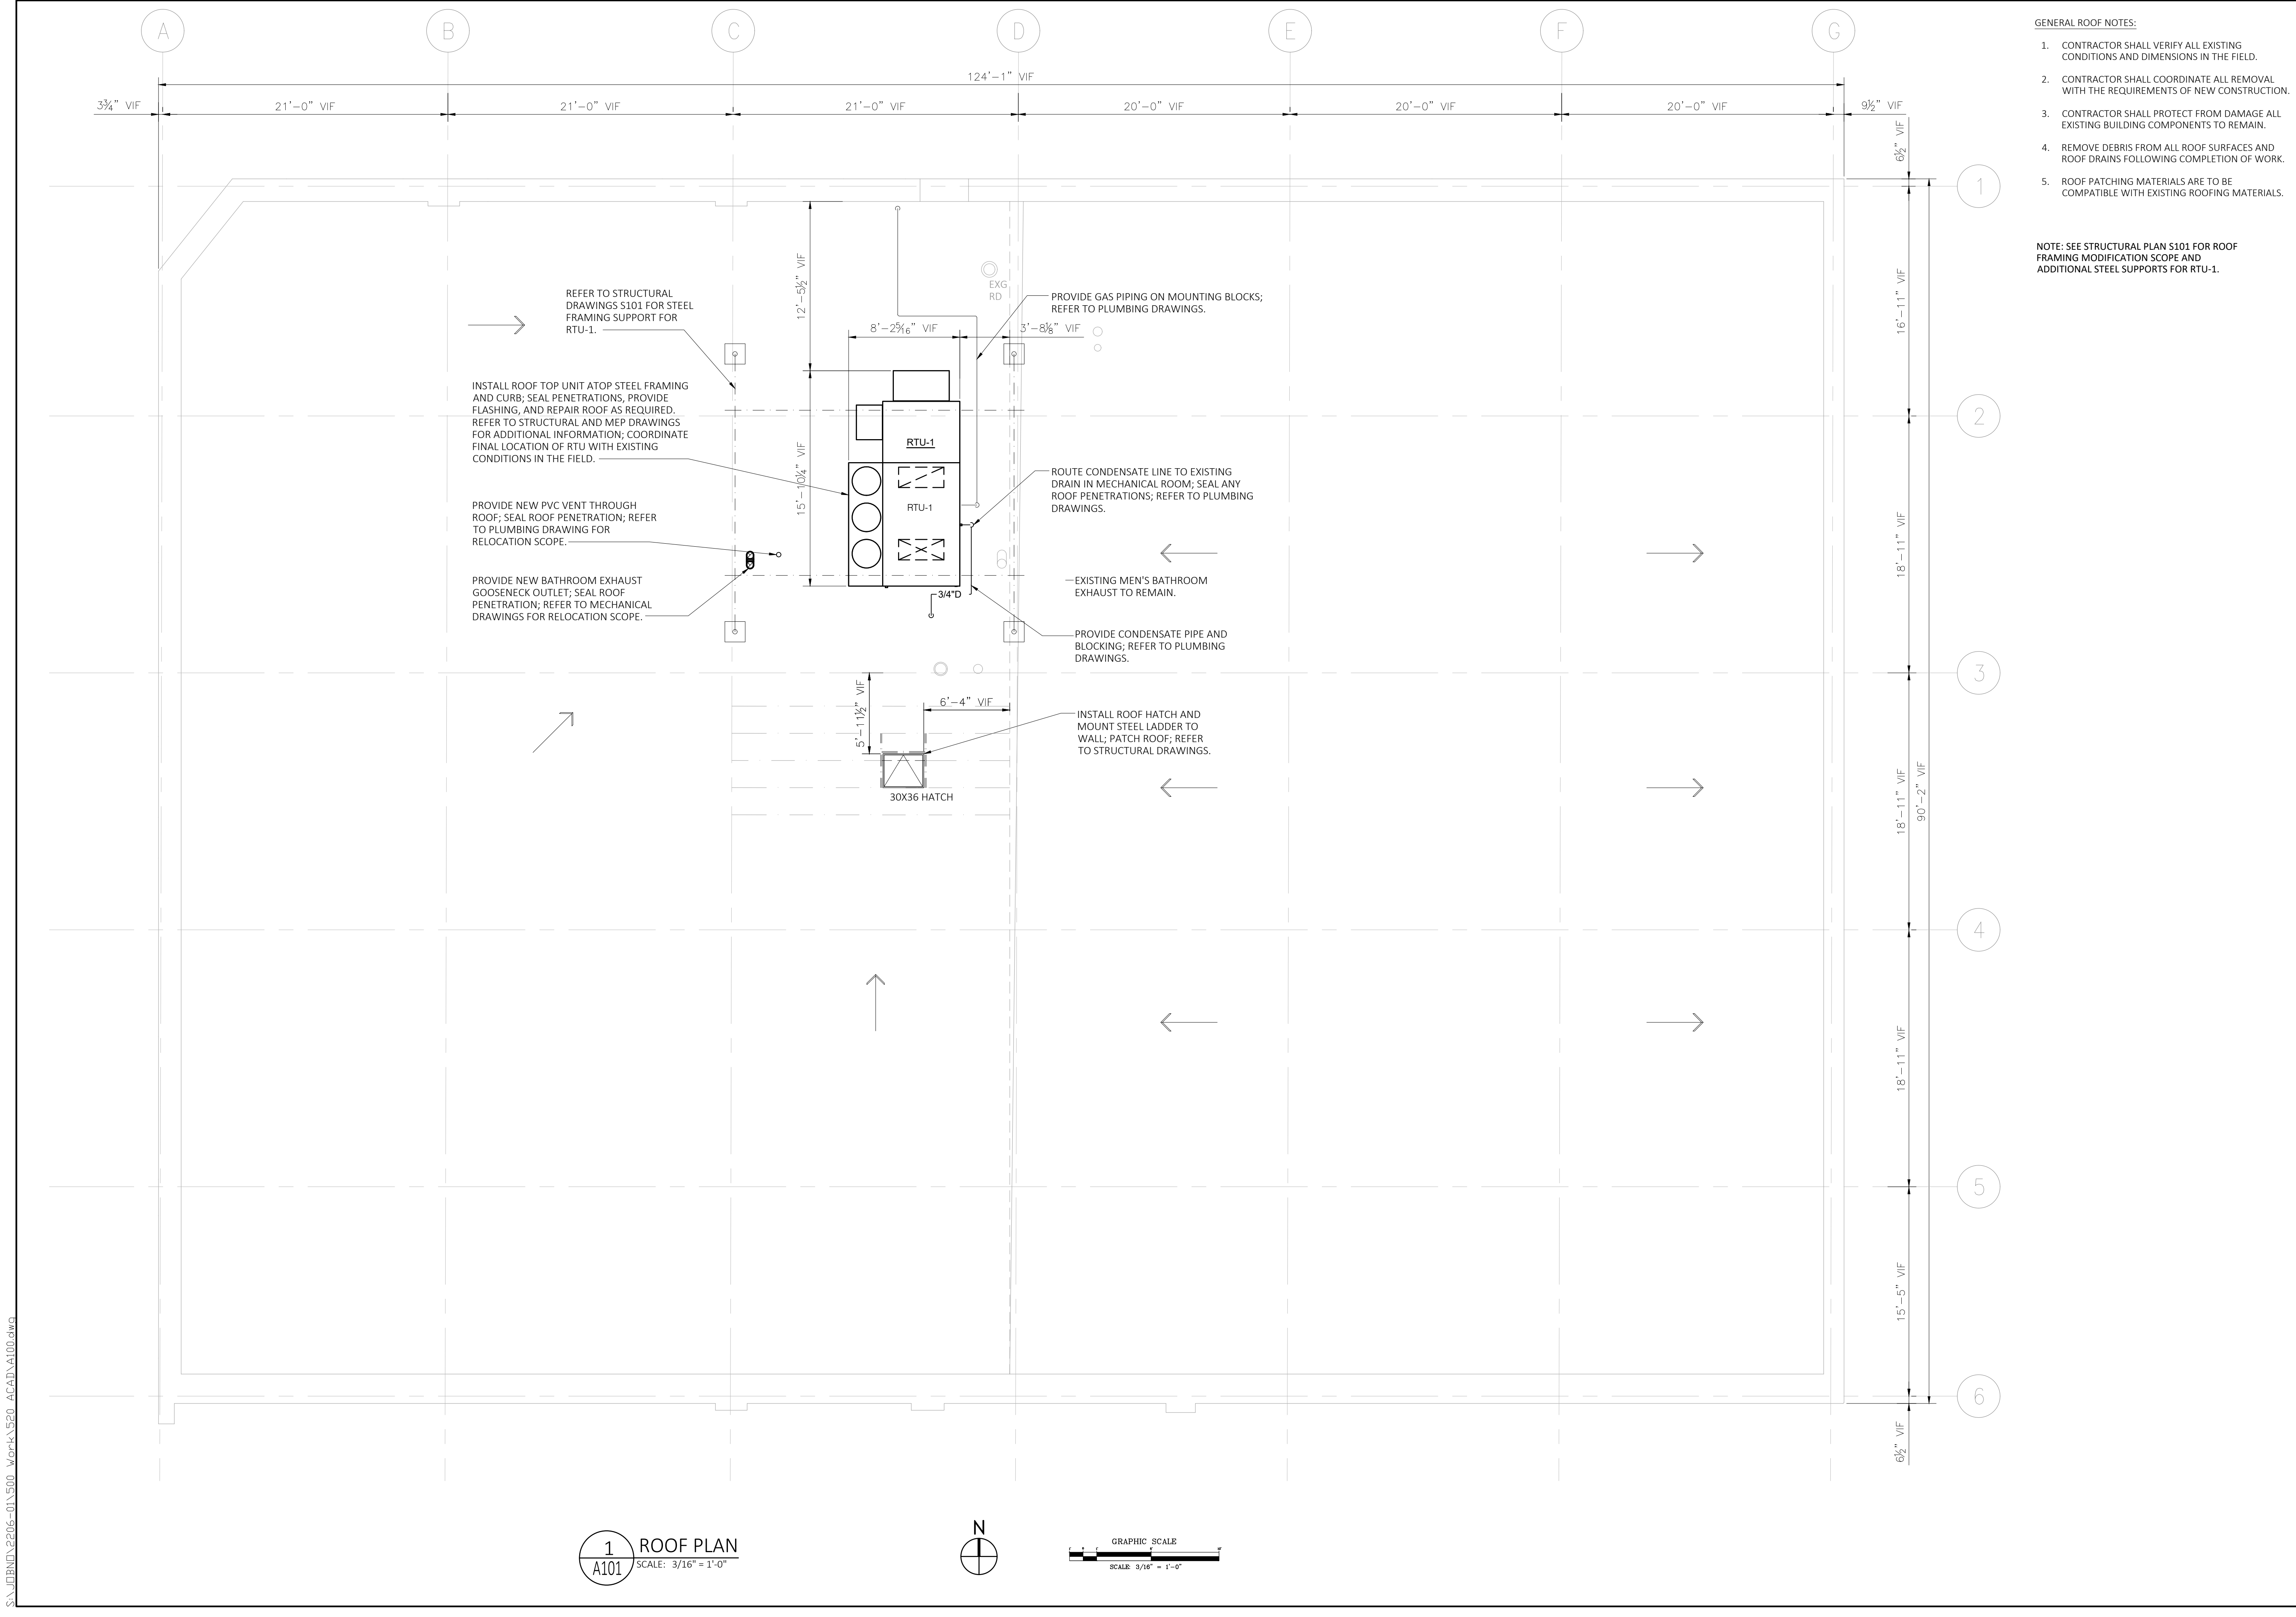 A
B
C
D
E
F
G
124'-1" VIF
3¾" VIF
21'-0" VIF
21'-0" VIF
21'-0" VIF
20'-0" VIF
20'-0" VIF
20'-0" VIF
9½" VIF
GENERAL ROOF NOTES:
1. CONTRACTOR SHALL VERIFY ALL EXISTING
CONDITIONS AND DIMENSIONS IN THE FIELD.
2. CONTRACTOR SHALL COORDINATE ALL REMOVAL
WITH THE REQUIREMENTS OF NEW CONSTRUCTION.
3. CONTRACTOR SHALL PROTECT FROM DAMAGE ALL
EXISTING BUILDING COMPONENTS TO REMAIN.
4. REMOVE DEBRIS FROM ALL ROOF SURFACES AND
ROOF DRAINS FOLLOWING COMPLETION OF WORK.
5. ROOF PATCHING MATERIALS ARE TO BE
COMPATIBLE WITH EXISTING ROOFING MATERIALS.
NOTE: SEE STRUCTURAL PLAN S101 FOR ROOF
FRAMING MODIFICATION SCOPE AND
ADDITIONAL STEEL SUPPORTS FOR RTU-1.
6½" VIF
1
16'-11" VIF
2
18'-11" VIF
3
18'-11" VIF
90'-2" VIF
4
18'-11" VIF
5
15'-5" VIF
6
6½" VIF
REFER TO STRUCTURAL
DRAWINGS S101 FOR STEEL
FRAMING SUPPORT FOR
RTU-1.
12'-5½" VIF
EXG
RD
PROVIDE GAS PIPING ON MOUNTING BLOCKS;
REFER TO PLUMBING DRAWINGS.
8'-2⁵⁄₁₆" VIF
3'-8⅛" VIF
INSTALL ROOF TOP UNIT ATOP STEEL FRAMING
AND CURB; SEAL PENETRATIONS, PROVIDE
FLASHING, AND REPAIR ROOF AS REQUIRED.
REFER TO STRUCTURAL AND MEP DRAWINGS
FOR ADDITIONAL INFORMATION; COORDINATE
FINAL LOCATION OF RTU WITH EXISTING
CONDITIONS IN THE FIELD.
15'-10¼" VIF
RTU-1
RTU-1
ROUTE CONDENSATE LINE TO EXISTING
DRAIN IN MECHANICAL ROOM; SEAL ANY
ROOF PENETRATIONS; REFER TO PLUMBING
DRAWINGS.
PROVIDE NEW PVC VENT THROUGH
ROOF; SEAL ROOF PENETRATION; REFER
TO PLUMBING DRAWING FOR
RELOCATION SCOPE.
PROVIDE NEW BATHROOM EXHAUST
GOOSENECK OUTLET; SEAL ROOF
PENETRATION; REFER TO MECHANICAL
DRAWINGS FOR RELOCATION SCOPE.
3/4"D
EXISTING MEN'S BATHROOM
EXHAUST TO REMAIN.
PROVIDE CONDENSATE PIPE AND
BLOCKING; REFER TO PLUMBING
DRAWINGS.
5'-11½" VIF
6'-4" VIF
INSTALL ROOF HATCH AND
MOUNT STEEL LADDER TO
WALL; PATCH ROOF; REFER
TO STRUCTURAL DRAWINGS.
30X36 HATCH
1
A101
ROOF PLAN
SCALE: 3/16" = 1'-0"
N
GRAPHIC SCALE
SCALE: 3/16" = 1'-0"
S:\JOBNO\2206-01\500 Work\520 ACAD\A100.dwg